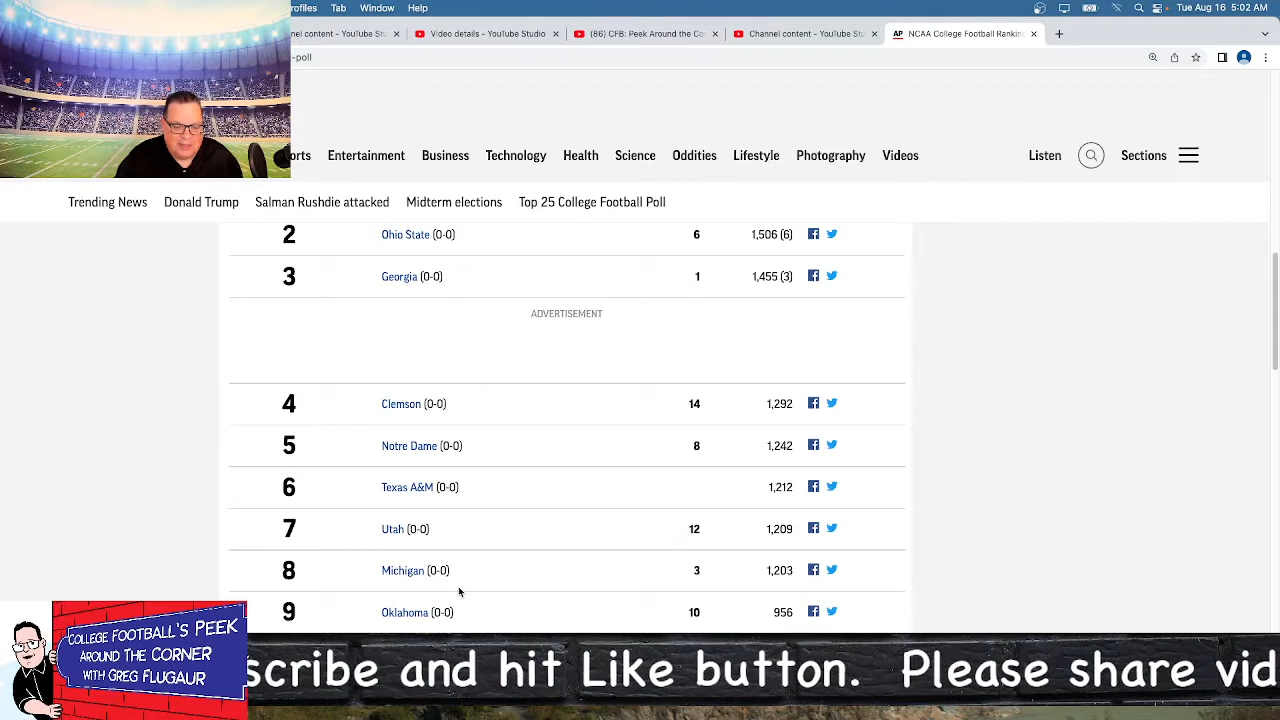 rofiles Tab Window Help Tue Aug 16 5:02 AM
nel content - YouTube Stu × Video details - YouTube Studio × (86) CFB: Peek Around the Cor × Channel content - YouTube Stu × AP NCAA College Football Rankin × +
-poll
orts Entertainment Business Technology Health Science Oddities Lifestyle Photography Videos Listen Sections
Trending News Donald Trump Salman Rushdie attacked Midterm elections Top 25 College Football Poll
2 Ohio State (0-0) 6 1,506 (6)
3 Georgia (0-0) 1 1,455 (3)
ADVERTISEMENT
4 Clemson (0-0) 14 1,292
5 Notre Dame (0-0) 8 1,242
6 Texas A&M (0-0) 1,212
7 Utah (0-0) 12 1,209
8 Michigan (0-0) 3 1,203
9 Oklahoma (0-0) 10 956
COLLEGE FOOTBALL'S PEEK
AROUND THE CORNER
WITH GREG FLUGAUR
scribe and hit Like button. Please share vid